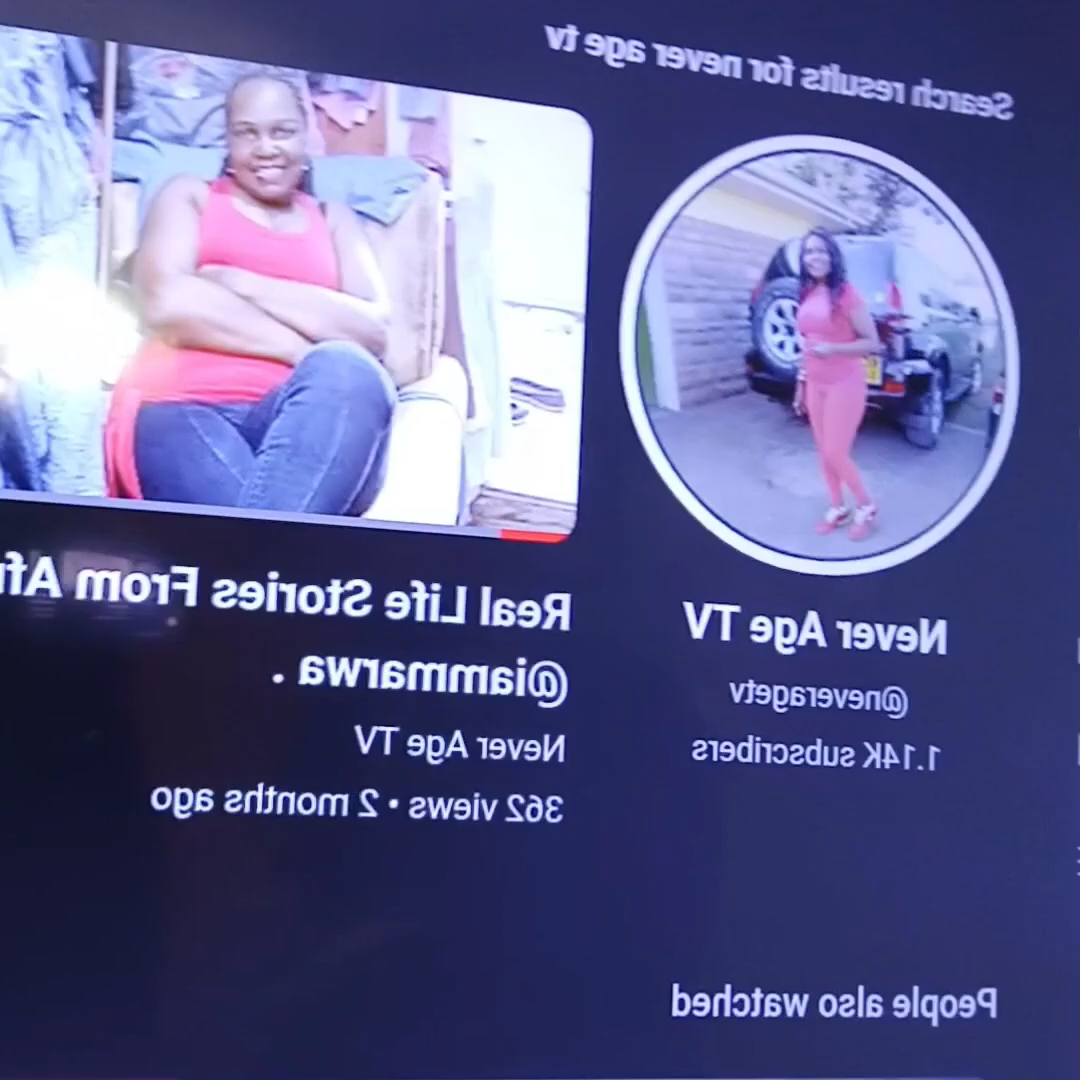 Search results for never age tv
Never Age TV
@neveragetv
1.14K subscribers
Real Life Stories From
@iammarwa .
Never Age TV
362 views • 2 months ago
People also watched